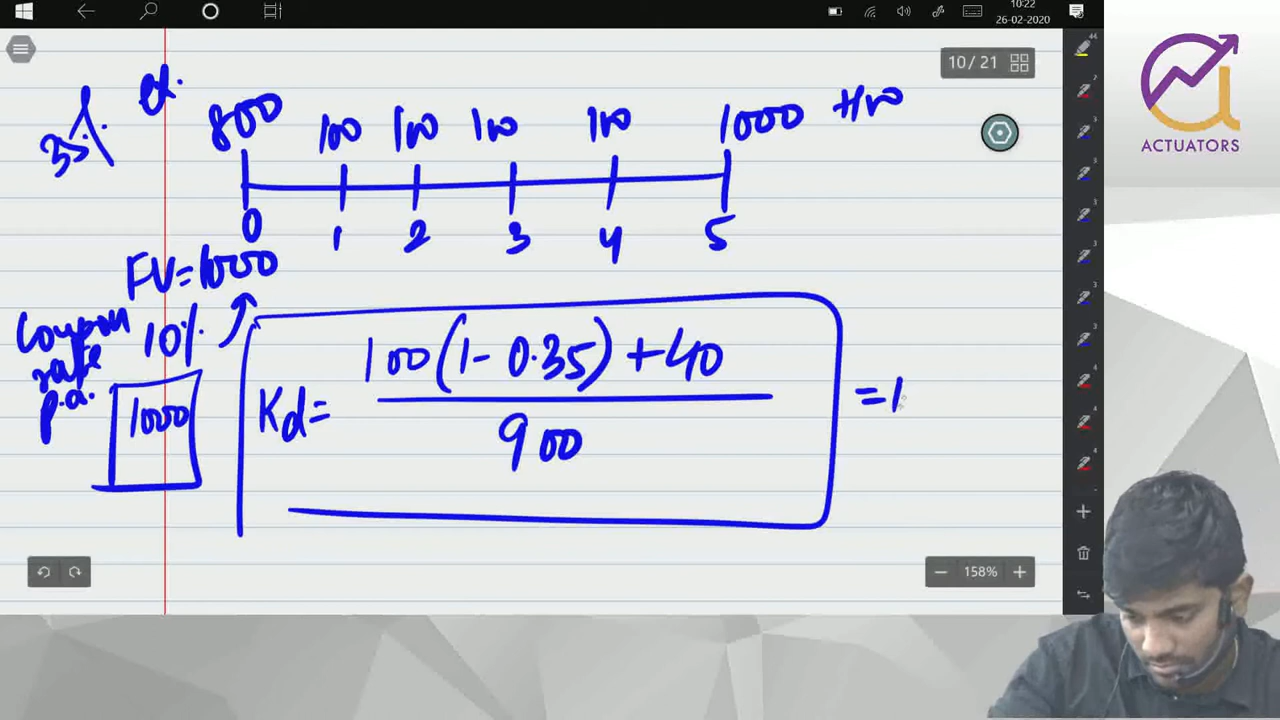 10:22
26-02-2020
10 / 21
ACTUATORS
35%
800 100 100 100 100 1000 + 100
0 1 2 3 4 5
FV = 1000
Coupon rate p.a. 10%
1000
Kd = 100(1 - 0.35) + 40
900
= 1
158%